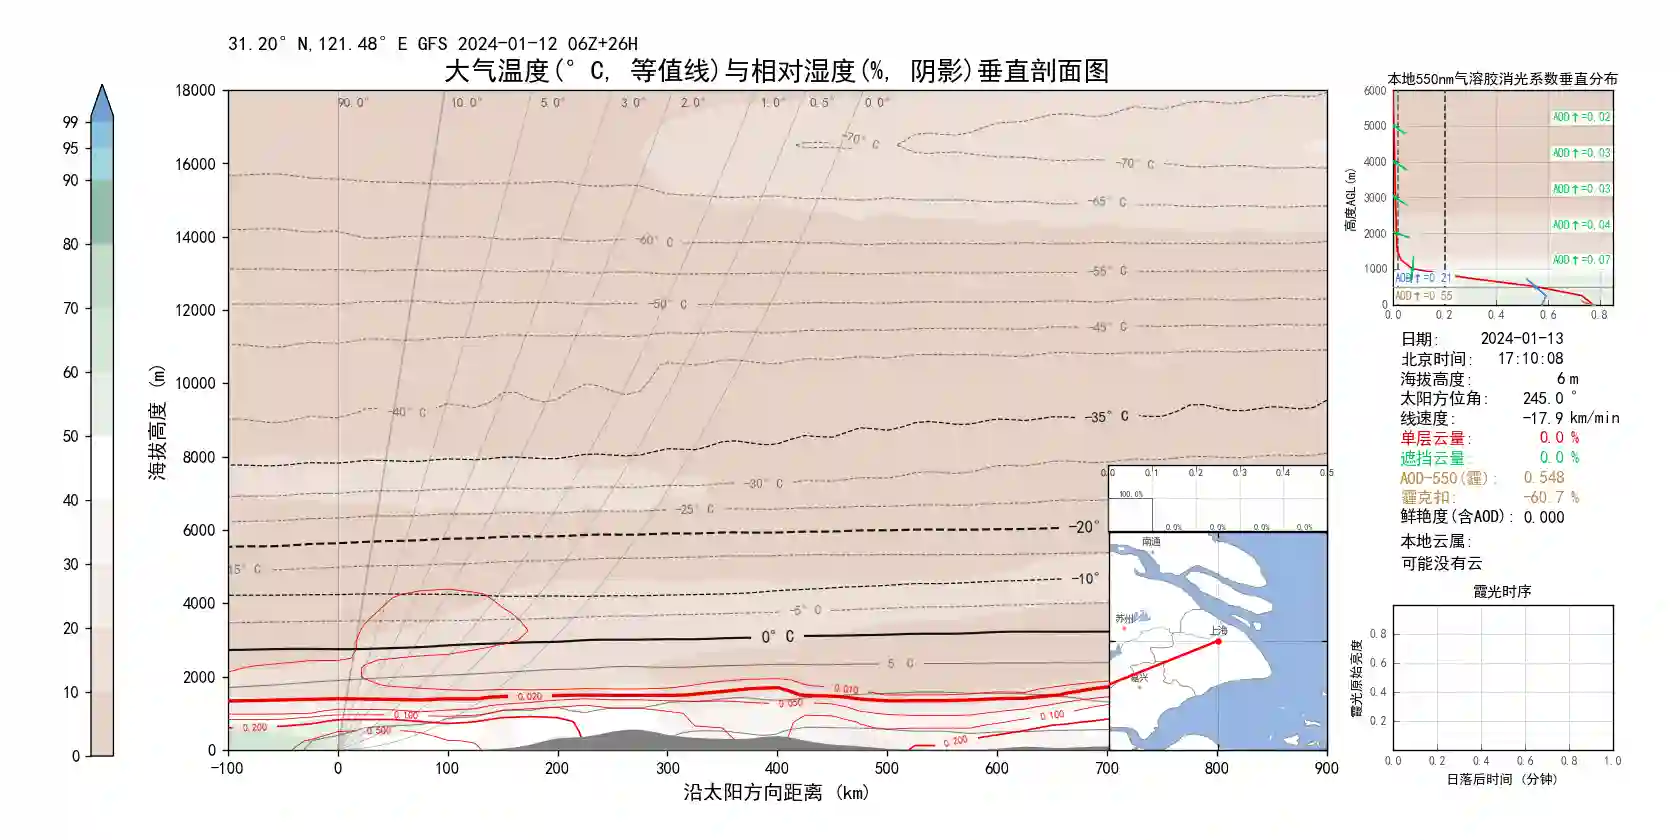 31.20° N,121.48° E GFS 2024-01-12 06Z+26H
大气温度(° C, 等值线)与相对湿度(%, 阴影)垂直剖面图
99
95
90
80
70
60
50
40
30
20
10
0
海拔高度 (m)
18000
16000
14000
12000
10000
8000
6000
4000
2000
0
90.0° 10.0° 5.0° 3.0° 2.0° 1.0° 0.5° 0.0°
-70° C
-70° C
-65° C
-60° C
-55° C
-50° C
-45° C
-40° C
-35° C
-30° C
-25° C
-20°
15° C
-10°
-5° C
0° C
5 C
0.010
0.020
0.050
0.100
0.100
0.200
0.500
0.200
-100 0 100 200 300 400 500 600 700 800 900
沿太阳方向距离 (km)
0.0 0.1 0.2 0.3 0.4 0.5
100.0%
0.0% 0.0% 0.0% 0.0%
南通
苏州
上海
嘉兴
本地550nm气溶胶消光系数垂直分布
高度AGL(m)
6000
5000
4000
3000
2000
1000
0
AOD↑=0.02
AOD↑=0.03
AOD↑=0.03
AOD↑=0.04
AOD↑=0.07
AOD↑=0.21
AOD↑=0.55
0.0 0.2 0.4 0.6 0.8
日期: 2024-01-13
北京时间: 17:10:08
海拔高度: 6 m
太阳方位角: 245.0 °
线速度: -17.9 km/min
单层云量: 0.0 %
遮挡云量: 0.0 %
AOD-550(霾): 0.548
霾克扣: -60.7 %
鲜艳度(含AOD): 0.000
本地云属:
可能没有云
霞光时序
霞光原始亮度
0.8
0.6
0.4
0.2
0.0 0.2 0.4 0.6 0.8 1.0
日落后时间 (分钟)